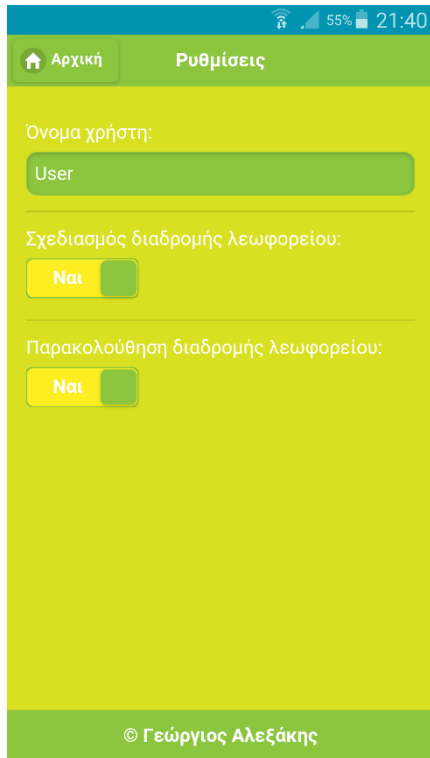 55% 21:40
Αρχική Ρυθμίσεις
Όνομα χρήστη:
User
Σχεδιασμός διαδρομής λεωφορείου:
Ναι
Παρακολούθηση διαδρομής λεωφορείου:
Ναι
© Γεώργιος Αλεξάκης